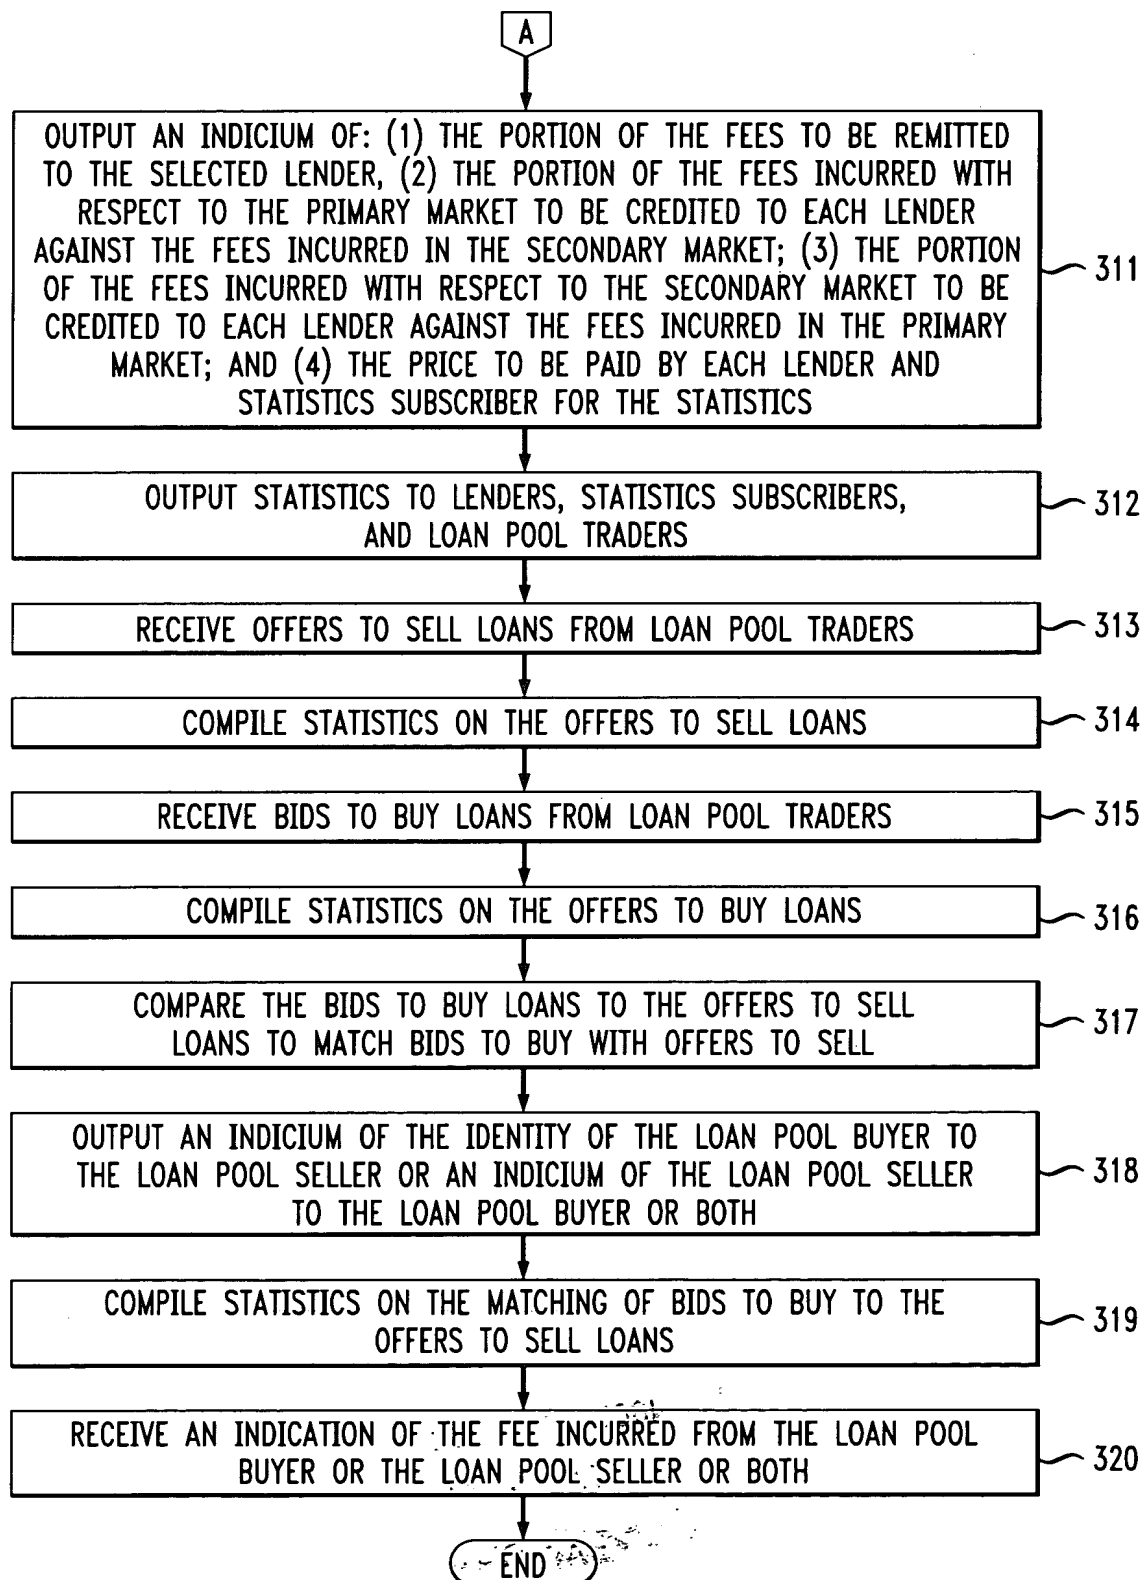 A
OUTPUT AN INDICIUM OF: (1) THE PORTION OF THE FEES TO BE REMITTED
TO THE SELECTED LENDER, (2) THE PORTION OF THE FEES INCURRED WITH
RESPECT TO THE PRIMARY MARKET TO BE CREDITED TO EACH LENDER
AGAINST THE FEES INCURRED IN THE SECONDARY MARKET; (3) THE PORTION
OF THE FEES INCURRED WITH RESPECT TO THE SECONDARY MARKET TO BE
CREDITED TO EACH LENDER AGAINST THE FEES INCURRED IN THE PRIMARY
MARKET; AND (4) THE PRICE TO BE PAID BY EACH LENDER AND
STATISTICS SUBSCRIBER FOR THE STATISTICS
311
OUTPUT STATISTICS TO LENDERS, STATISTICS SUBSCRIBERS,
AND LOAN POOL TRADERS
312
RECEIVE OFFERS TO SELL LOANS FROM LOAN POOL TRADERS
313
COMPILE STATISTICS ON THE OFFERS TO SELL LOANS
314
RECEIVE BIDS TO BUY LOANS FROM LOAN POOL TRADERS
315
COMPILE STATISTICS ON THE OFFERS TO BUY LOANS
316
COMPARE THE BIDS TO BUY LOANS TO THE OFFERS TO SELL
LOANS TO MATCH BIDS TO BUY WITH OFFERS TO SELL
317
OUTPUT AN INDICIUM OF THE IDENTITY OF THE LOAN POOL BUYER TO
THE LOAN POOL SELLER OR AN INDICIUM OF THE LOAN POOL SELLER
TO THE LOAN POOL BUYER OR BOTH
318
COMPILE STATISTICS ON THE MATCHING OF BIDS TO BUY TO THE
OFFERS TO SELL LOANS
319
RECEIVE AN INDICATION OF THE FEE INCURRED FROM THE LOAN POOL
BUYER OR THE LOAN POOL SELLER OR BOTH
320
END